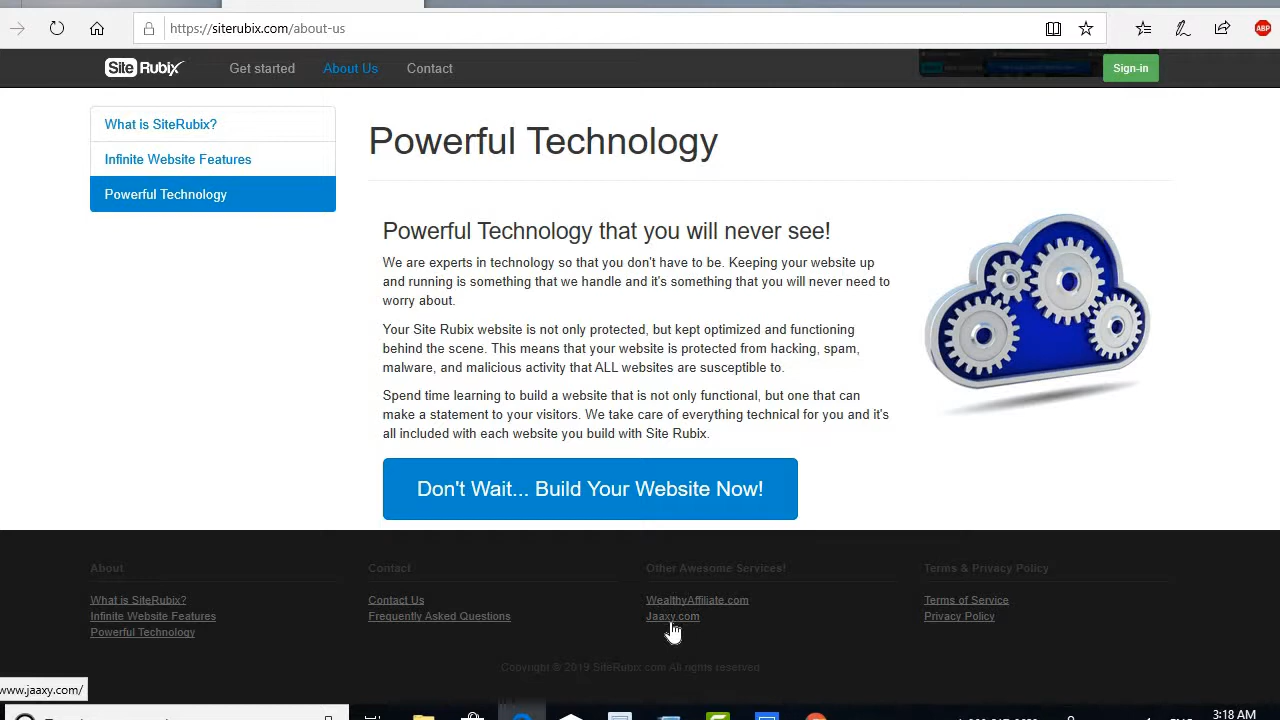 https://siterubix.com/about-us
ABP
Site Rubix
Get started
About Us
Contact
Sign-in
What is SiteRubix?
Infinite Website Features
Powerful Technology
Powerful Technology
Powerful Technology that you will never see!
We are experts in technology so that you don't have to be. Keeping your website up
and running is something that we handle and it's something that you will never need to
worry about.
Your Site Rubix website is not only protected, but kept optimized and functioning
behind the scene. This means that your website is protected from hacking, spam,
malware, and malicious activity that ALL websites are susceptible to.
Spend time learning to build a website that is not only functional, but one that can
make a statement to your visitors. We take care of everything technical for you and it's
all included with each website you build with Site Rubix.
Don't Wait... Build Your Website Now!
About
What is SiteRubix?
Infinite Website Features
Powerful Technology
Contact
Contact Us
Frequently Asked Questions
Other Awesome Services!
WealthyAffiliate.com
Jaaxy.com
Terms & Privacy Policy
Terms of Service
Privacy Policy
Copyright © 2019 SiteRubix.com All rights reserved
www.jaaxy.com/
3:18 AM